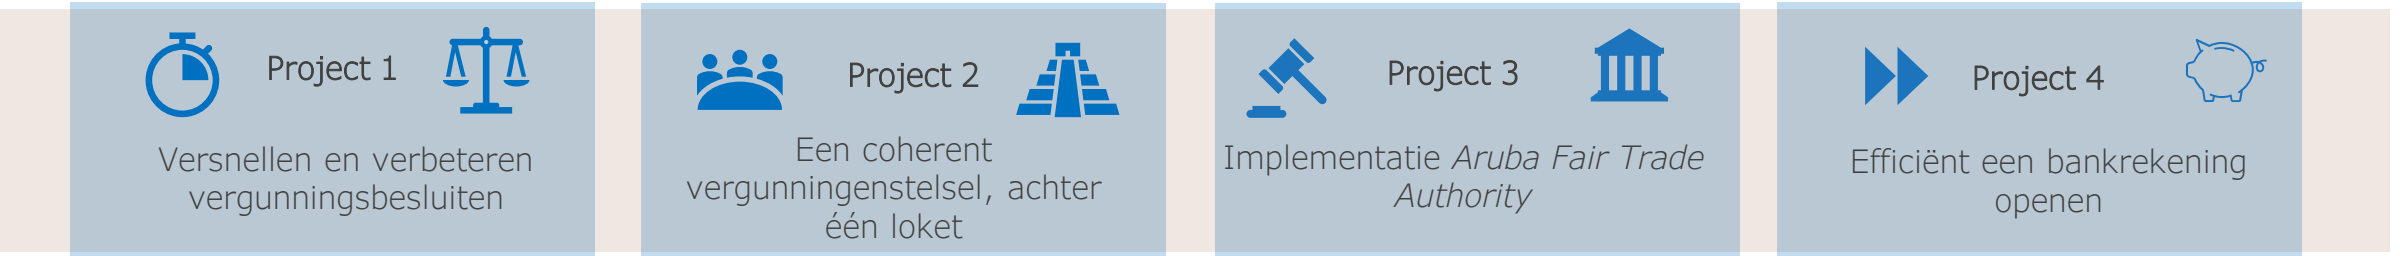 Project 1
Versnellen en verbeteren
vergunningsbesluiten
Project 2
Een coherent
vergunningenstelsel, achter
één loket
Project 3
Implementatie Aruba Fair Trade
Authority
Project 4
Efficiënt een bankrekening
openen